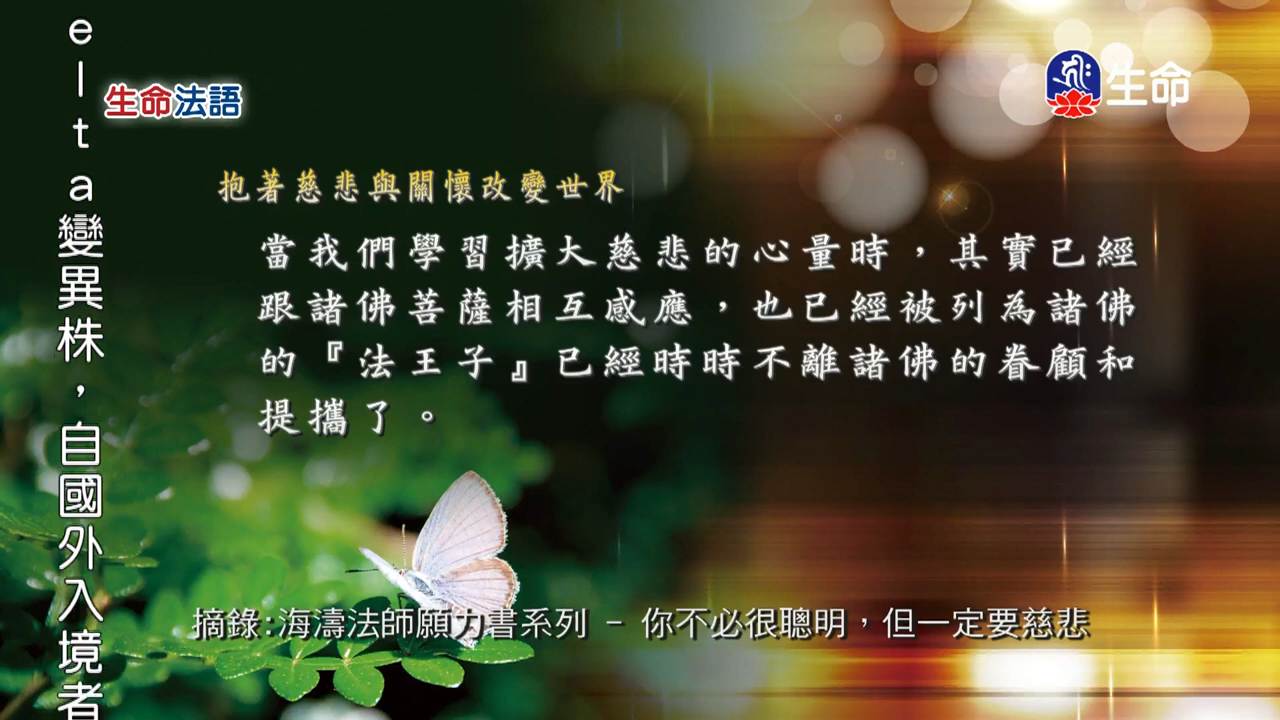 elta變異株，自國外入境者
生命法語
生命
抱著慈悲與關懷改變世界
當我們學習擴大慈悲的心量時，其實已經
跟諸佛菩薩相互感應，也已經被列為諸佛
的『法王子』已經時時不離諸佛的眷顧和
提攜了。
摘錄:海濤法師願力書系列 - 你不必很聰明，但一定要慈悲